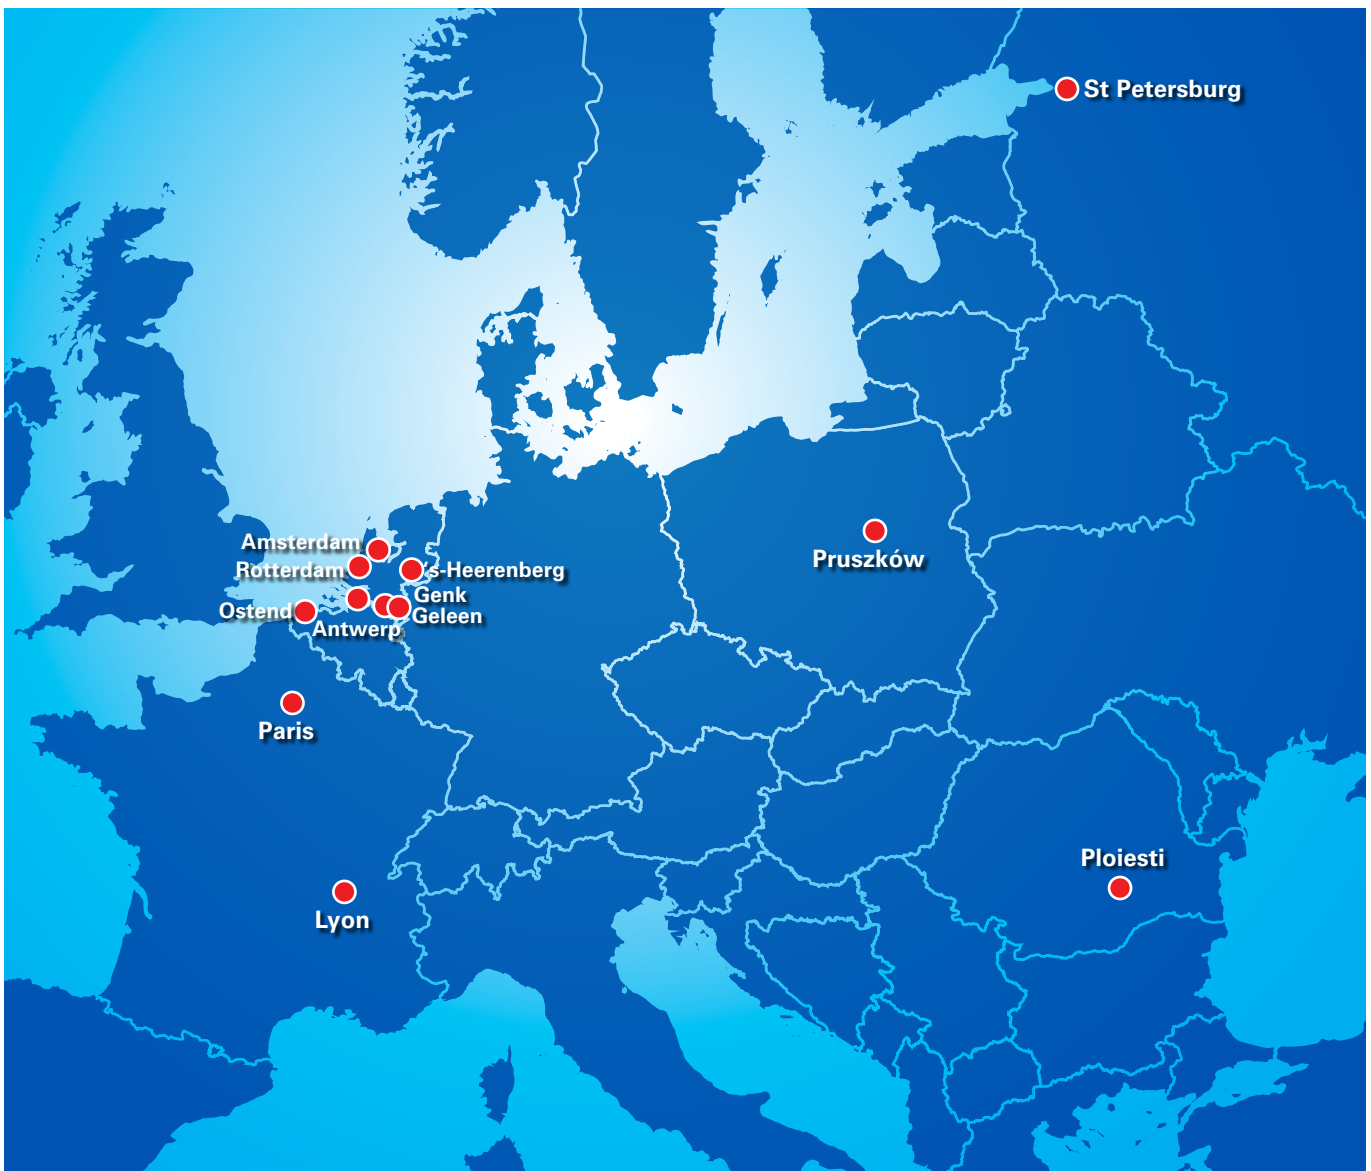 St Petersburg
Amsterdam
Rotterdam
's-Heerenberg
Genk
Ostend
Geleen
Antwerp
Pruszków
Paris
Ploiesti
Lyon